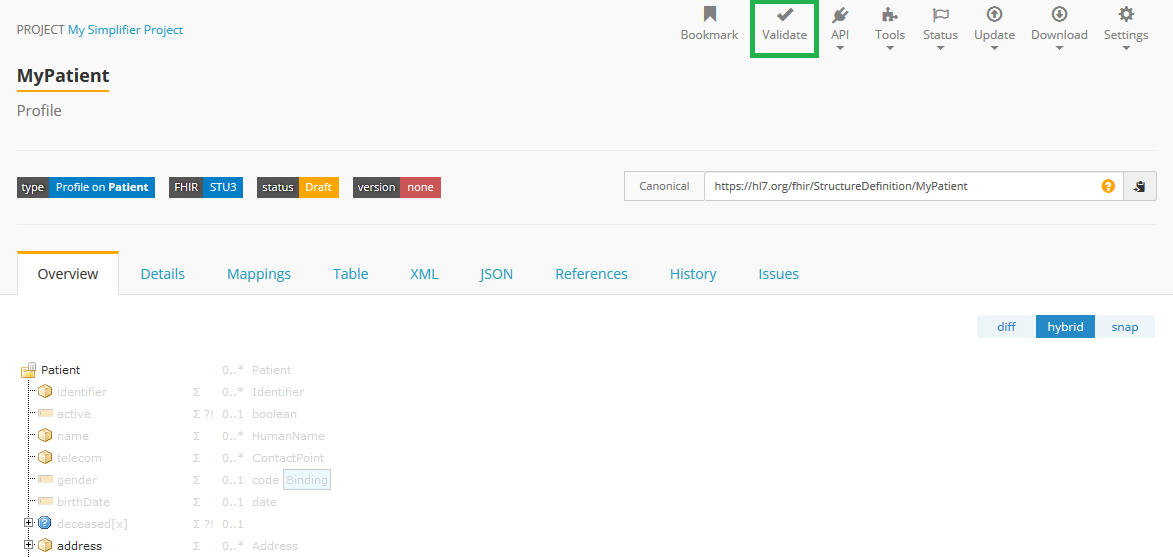 PROJECT My Simplifier Project
Bookmark Validate API Tools Status Update Download Settings
MyPatient
Profile
type Profile on Patient FHIR STU3 status Draft version none
Canonical https://hl7.org/fhir/StructureDefinition/MyPatient ?
Overview Details Mappings Table XML JSON References History Issues
diff hybrid snap
Patient 0..* Patient
identifier Σ 0..* Identifier
active Σ ?! 0..1 boolean
name Σ 0..* HumanName
telecom Σ 0..* ContactPoint
gender Σ 0..1 code Binding
birthDate Σ 0..1 date
deceased[x] Σ ?! 0..1
address Σ 0..* Address